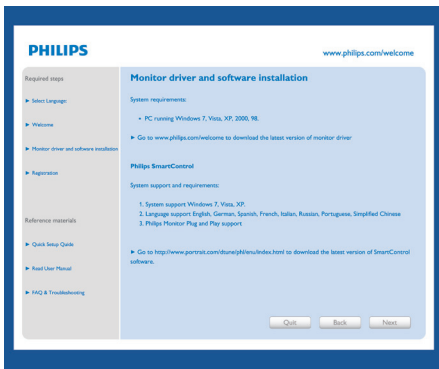 PHILIPS
www.philips.com/welcome
Required steps
► Select Language:
► Welcome
► Monitor driver and software installation
► Registration
Reference materials
► Quick Setup Quide
► Read User Manual
► FAQ & Troubleshooting
Monitor driver and software installation
System requirements:
• PC running Windows 7, Vista, XP, 2000, 98.
► Go to www.philips.com/welcome to download the latest version of monitor driver
Philips SmartControl
System support and requirements:
1. System support Windows 7, Vista, XP.
2. Language support English, German, Spanish, French, Italian, Russian, Portuguese, Simplified Chinese
3. Philips Monitor Plug and Play support
► Go to http://www.portrait.com/dtune/phl/enu/index.html to download the latest version of SmartControl
software.
Quit
Back
Next